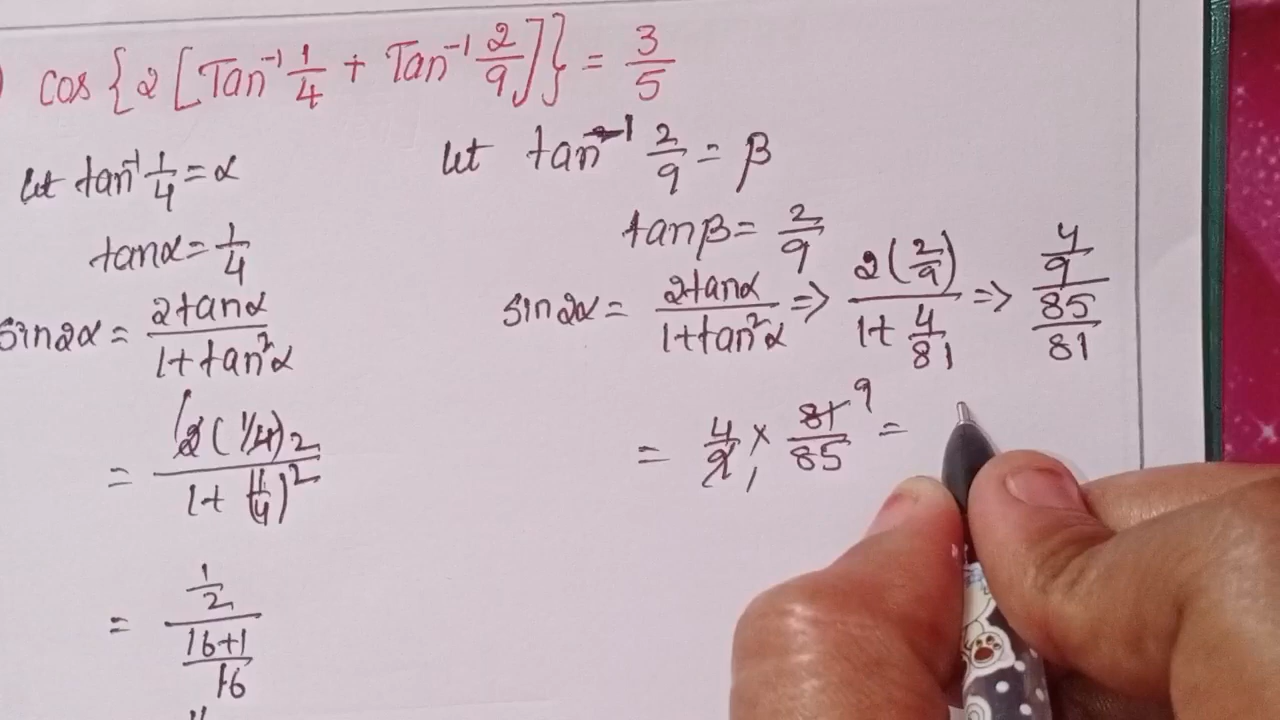 ) cos {2 [Tan⁻¹ 1/4 + Tan⁻¹ 2/9]} = 3/5
let tan⁻¹ 1/4 = α
tanα = 1/4
sin2α = 2tanα / 1+tan²α
= 2(1/4)2 / 1+(1/4)²
= 1/2 / 16+1/16
let tan⁻¹ 2/9 = β
tanβ = 2/9
sin2α = 2tanα / 1+tan²α => 2(2/9) / 1+ 4/81 => 4/9 / 85/81
= 4/9 1 × 81/85 9 =